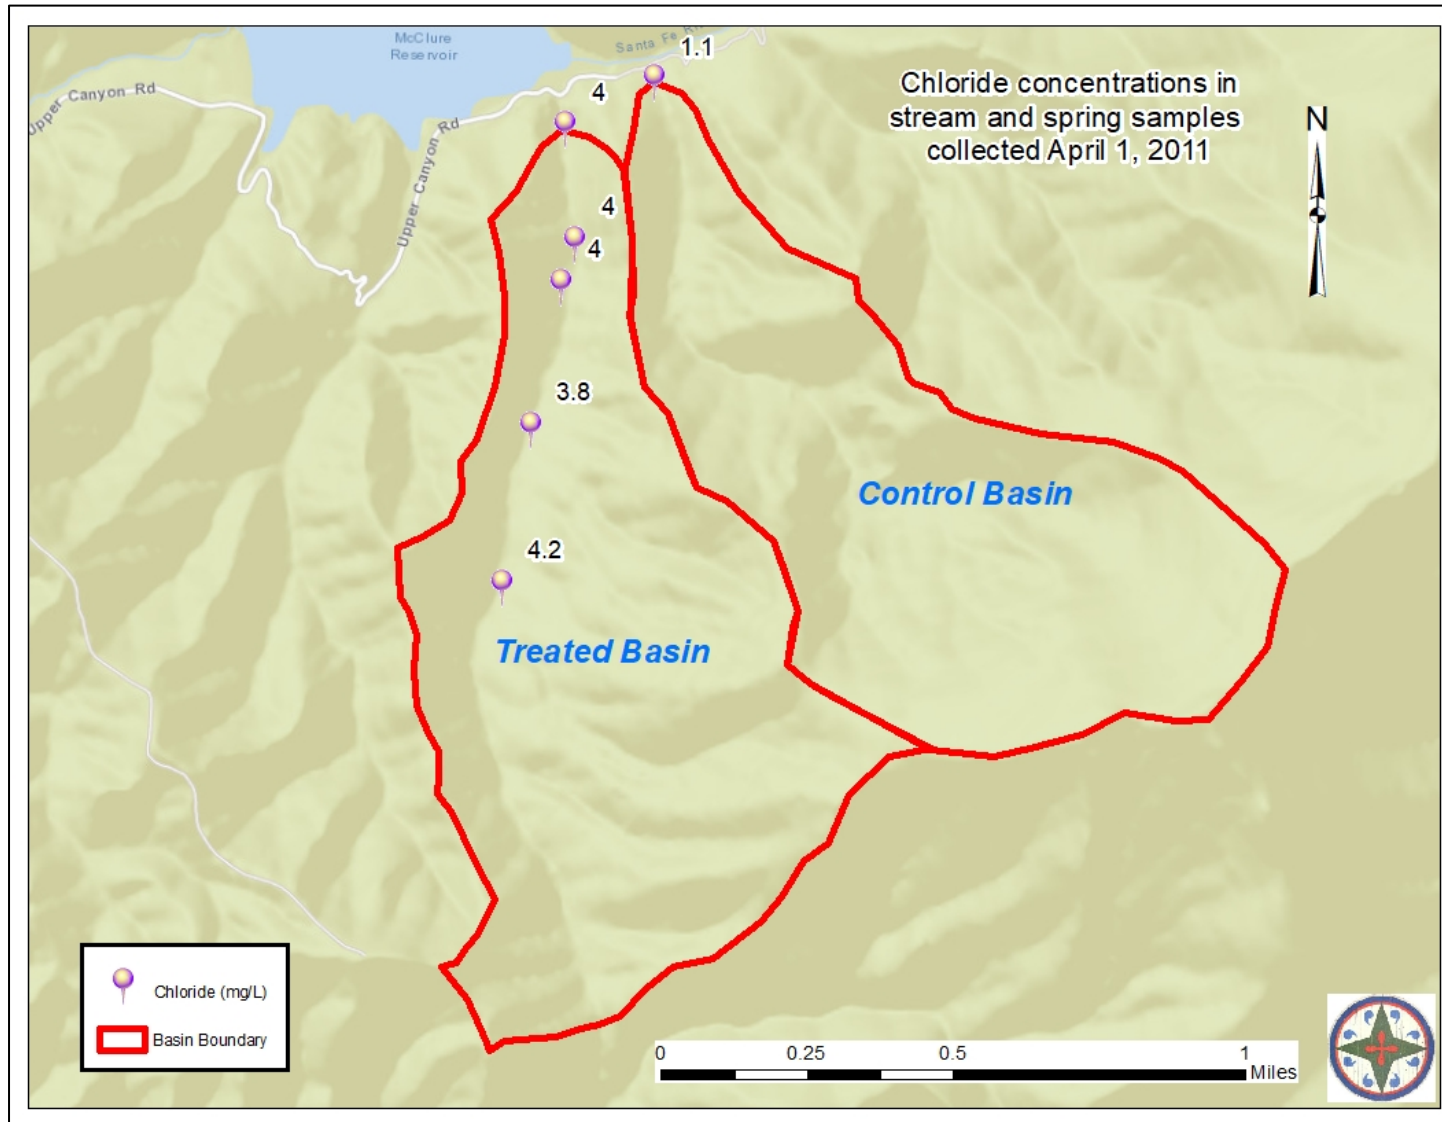 McClure
Reservoir
Santa Fe
1.1
Upper Canyon Rd
4
Chloride concentrations in
stream and spring samples
collected April 1, 2011
N
Upper Canyon Rd
4
4
3.8
Control Basin
4.2
Treated Basin
Chloride (mg/L)
Basin Boundary
0 0.25 0.5 1
Miles